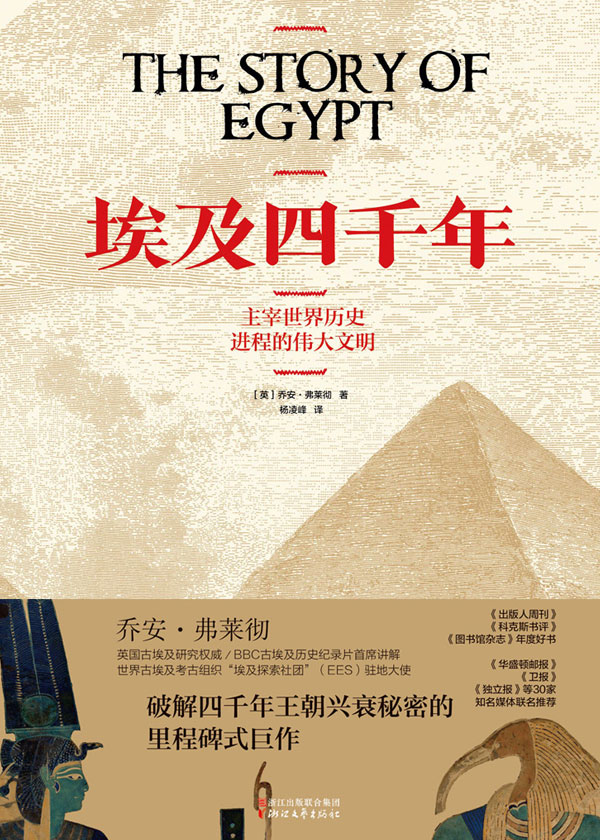 THE STORY OF
EGYPT
埃及四千年
主宰世界历史
进程的伟大文明
［英］乔安·弗莱彻 著
杨凌峰 译
乔安·弗莱彻
英国古埃及研究权威／BBC古埃及历史纪录片首席讲解
世界古埃及考古组织“埃及探索社团”（EES）驻地大使
破解四千年王朝兴衰秘密的
里程碑式巨作
《出版人周刊》
《科克斯书评》
《图书馆杂志》年度好书
《华盛顿邮报》
《卫报》
《独立报》等30家
知名媒体联名推荐
浙江出版联合集团
浙江文艺出版社